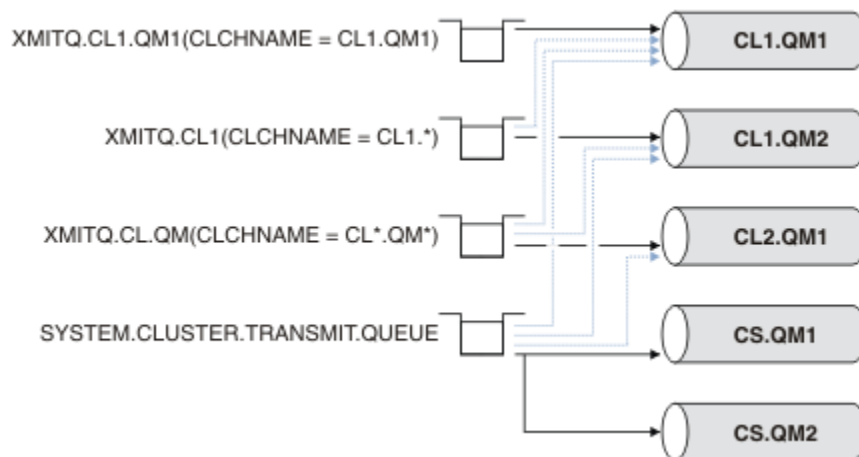 XMITQ.CL1.QM1(CLCHNAME = CL1.QM1)
CL1.QM1
XMITQ.CL1(CLCHNAME = CL1.*)
CL1.QM2
XMITQ.CL.QM(CLCHNAME = CL*.QM*)
CL2.QM1
SYSTEM.CLUSTER.TRANSMIT.QUEUE
CS.QM1
CS.QM2